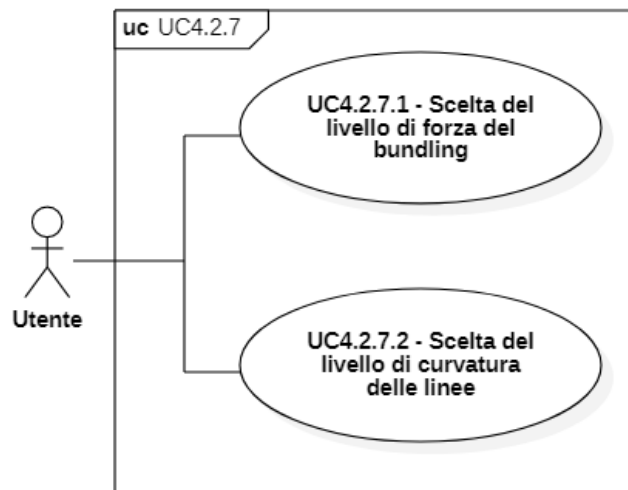 uc UC4.2.7
UC4.2.7.1 - Scelta del
livello di forza del
bundling
Utente
UC4.2.7.2 - Scelta del
livello di curvatura
delle linee